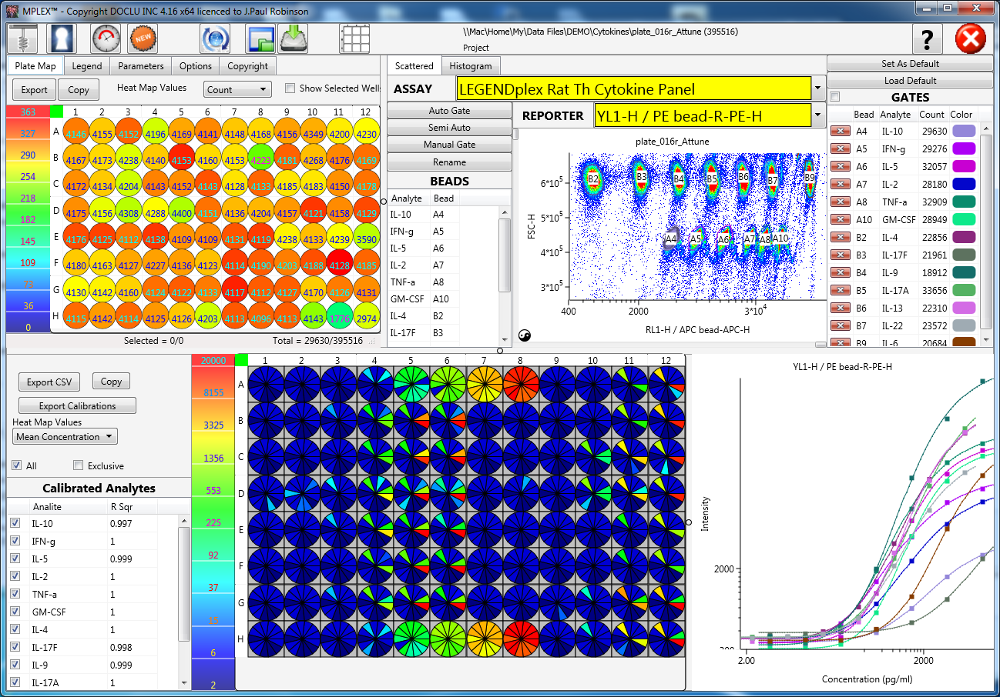 MPLEX™ - Copyright DOCLU INC 4.16 x64 licenced to J.Paul Robinson
NEW
\\Mac\Home\My\Data Files\DEMO\Cytokines\plate_016r_Attune (395516)
Project
?
Plate Map Legend Parameters Options Copyright
Export Copy Heat Map Values Count Show Selected Wells
363 327 290 254 218 182 145 109 36 0
1 2 3 4 5 6 7 8 9 10 11 12
A 4146 4155 4152 4196 4169 4141 4148 4168 4156 4349 4200 4230
B 4167 4173 4238 4140 4153 4160 4153 4223 4181 4268 4176 4169
C 4172 4134 4204 4143 4152 4143 4128 4133 4185 4183 4150 4178
D 4175 4156 4308 4288 4400 4151 4136 4204 4157 4121 4158 4129
E 4176 4125 4112 4138 4109 4109 4131 4119 4238 4133 4239 3590
F 4180 4163 4127 4227 4136 4123 4114 4190 4203 4188 4128 4185
G 4130 4142 4160 4124 4122 4133 4117 4112 4127 4170 4126 4131
H 4115 4142 4114 4125 4126 4203 4113 4096 4113 4143 1776 2974
Selected = 0/0 Total = 29630/395516
Scattered Histogram
ASSAY LEGENDplex Rat Th Cytokine Panel
Auto Gate
Semi Auto
Manual Gate
Rename
REPORTER YL1-H / PE bead-R-PE-H
BEADS
Analyte Bead
IL-10 A4
IFN-g A5
IL-5 A6
IL-2 A7
TNF-a A8
GM-CSF A10
IL-4 B2
IL-17F B3
plate_016r_Attune
FSC-H
6*10⁵
5*10⁵
4*10⁵
3*10⁵
B2 B3 B4 B5 B6 B7 B9
A4 A5 A6 A7 A8 A10
400 2000 3*10⁴
RL1-H / APC bead-APC-H
Set As Default
Load Default
GATES
Bead Analyte Count Color
A4 IL-10 29630
A5 IFN-g 29276
A6 IL-5 32057
A7 IL-2 28180
A8 TNF-a 32909
A10 GM-CSF 28949
B2 IL-4 22856
B3 IL-17F 21961
B4 IL-9 18912
B5 IL-17A 33656
B6 IL-13 22310
B7 IL-22 23572
B9 IL-6 20684
Export CSV Copy
Export Calibrations
Heat Map Values
Mean Concentration
All Exclusive
Calibrated Analytes
Analite R Sqr
IL-10 0.997
IFN-g 1
IL-5 0.999
IL-2 1
TNF-a 1
GM-CSF 1
IL-4 1
IL-17F 0.998
IL-9 0.999
IL-17A 1
20000
8155
3325
1356
553
225
92
37
15
6
2
1 2 3 4 5 6 7 8 9 10 11 12
A
B
C
D
E
F
G
H
YL1-H / PE bead-R-PE-H
Intensity
2000
2.00 2000
Concentration (pg/ml)